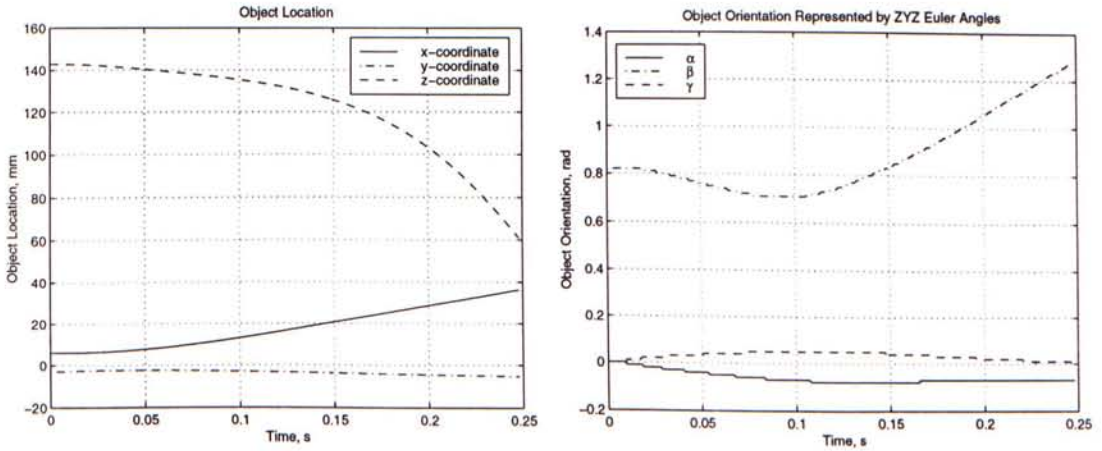 Object Location
160
140
120
100
80
60
40
20
0
−20
0 0.05 0.1 0.15 0.2 0.25
Object Location, mm
Time, s
x−coordinate
y−coordinate
z−coordinate
Object Orientation Represented by ZYZ Euler Angles
1.4
1.2
1
0.8
0.6
0.4
0.2
0
−0.2
0 0.05 0.1 0.15 0.2 0.25
Object Orientation, rad
Time, s
α
β
γ